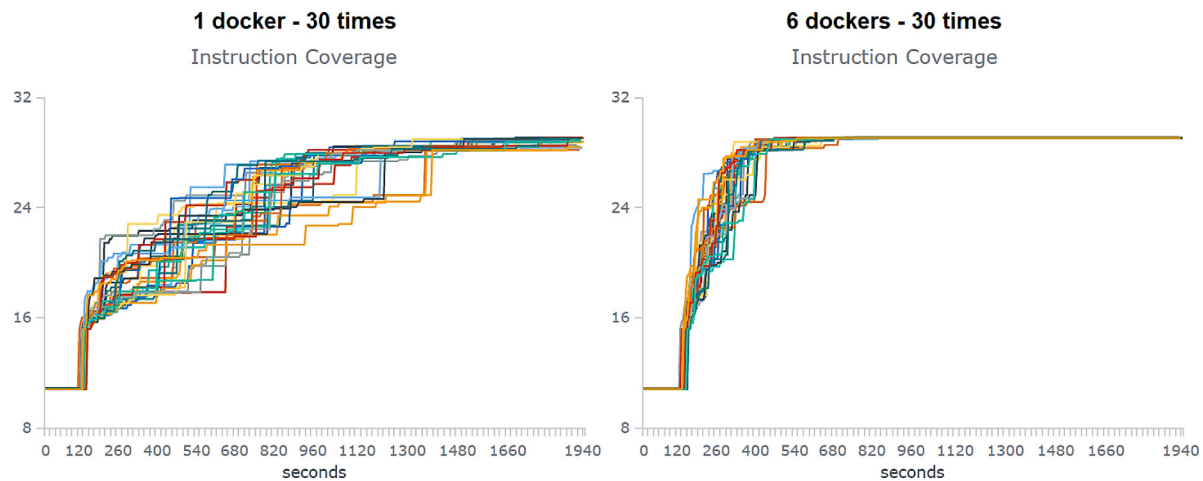 1 docker - 30 times
Instruction Coverage
32
24
16
8
0 120 260 400 540 680 820 960 1120 1300 1480 1660 1940
seconds
6 dockers - 30 times
Instruction Coverage
32
24
16
8
0 120 260 400 540 680 820 960 1120 1300 1480 1660 1940
seconds